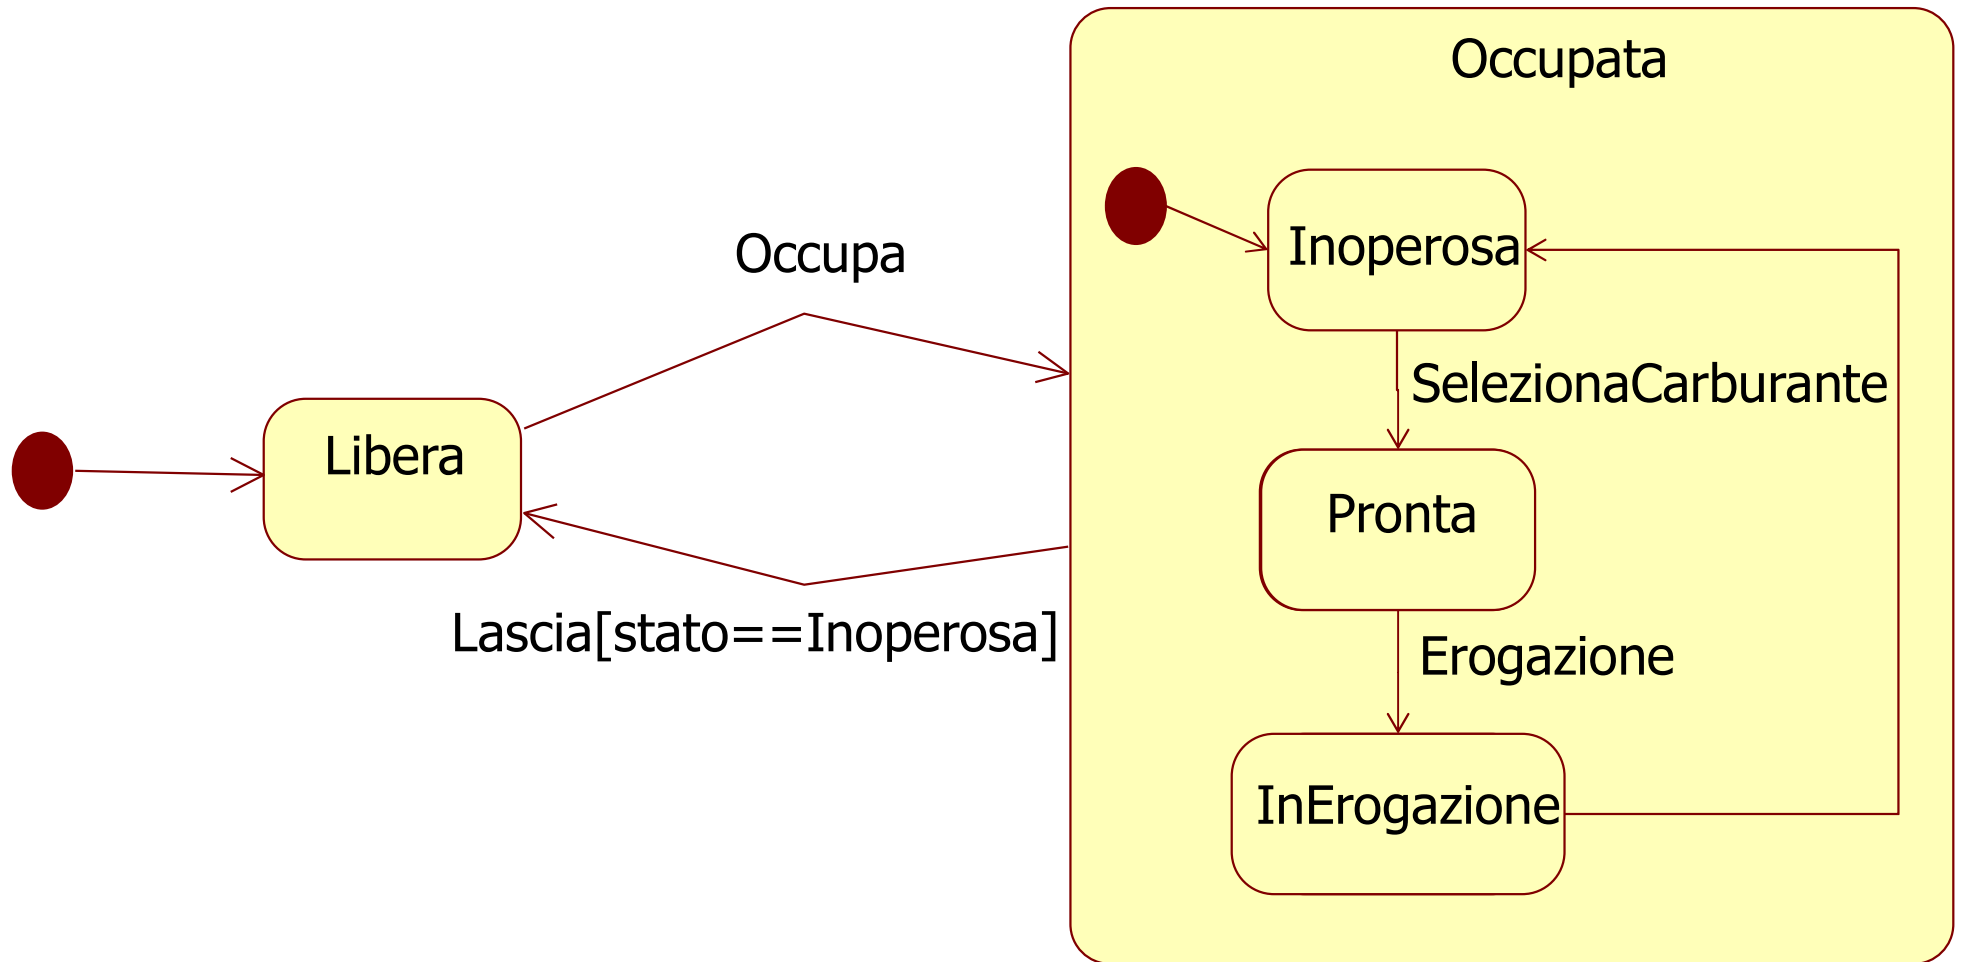 Occupata
Occupa
Inoperosa
SelezionaCarburante
Libera
Pronta
Lascia[stato==Inoperosa]
Erogazione
InErogazione